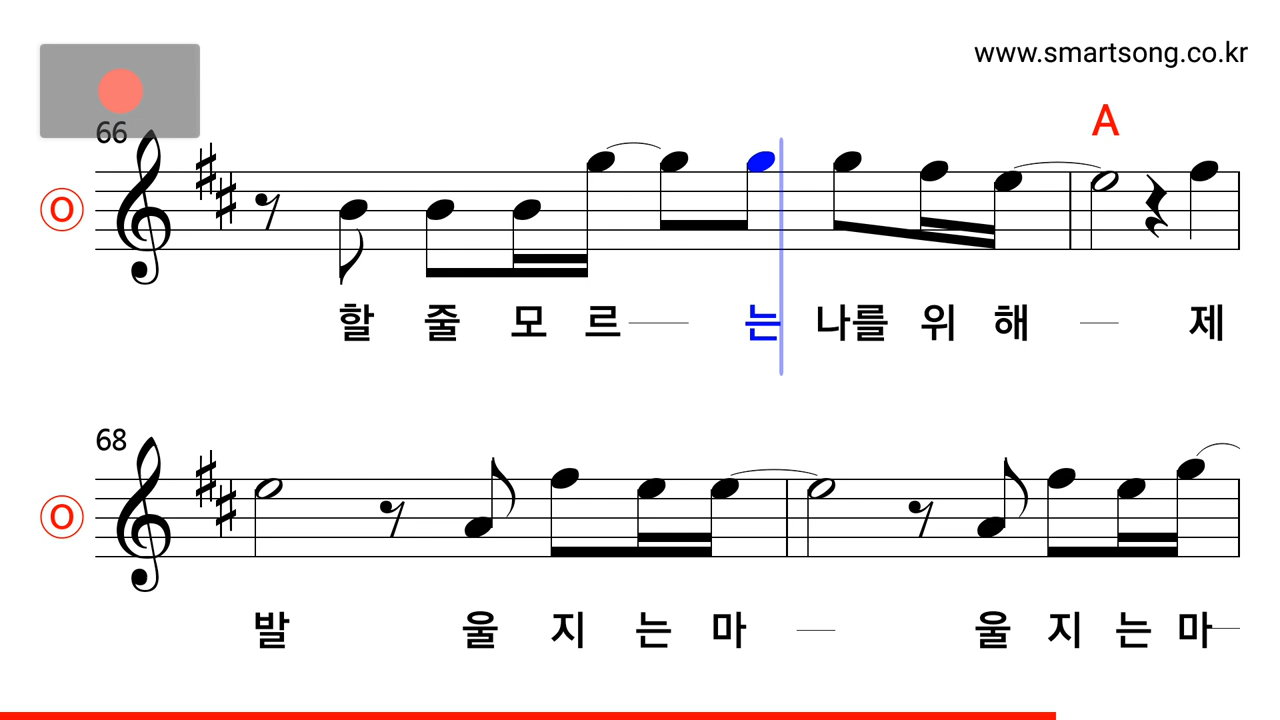 www.smartsong.co.kr
66
A
O
할 줄 모 르 는 나를 위 해 제
68
O
발 울 지 는 마 울 지 는 마